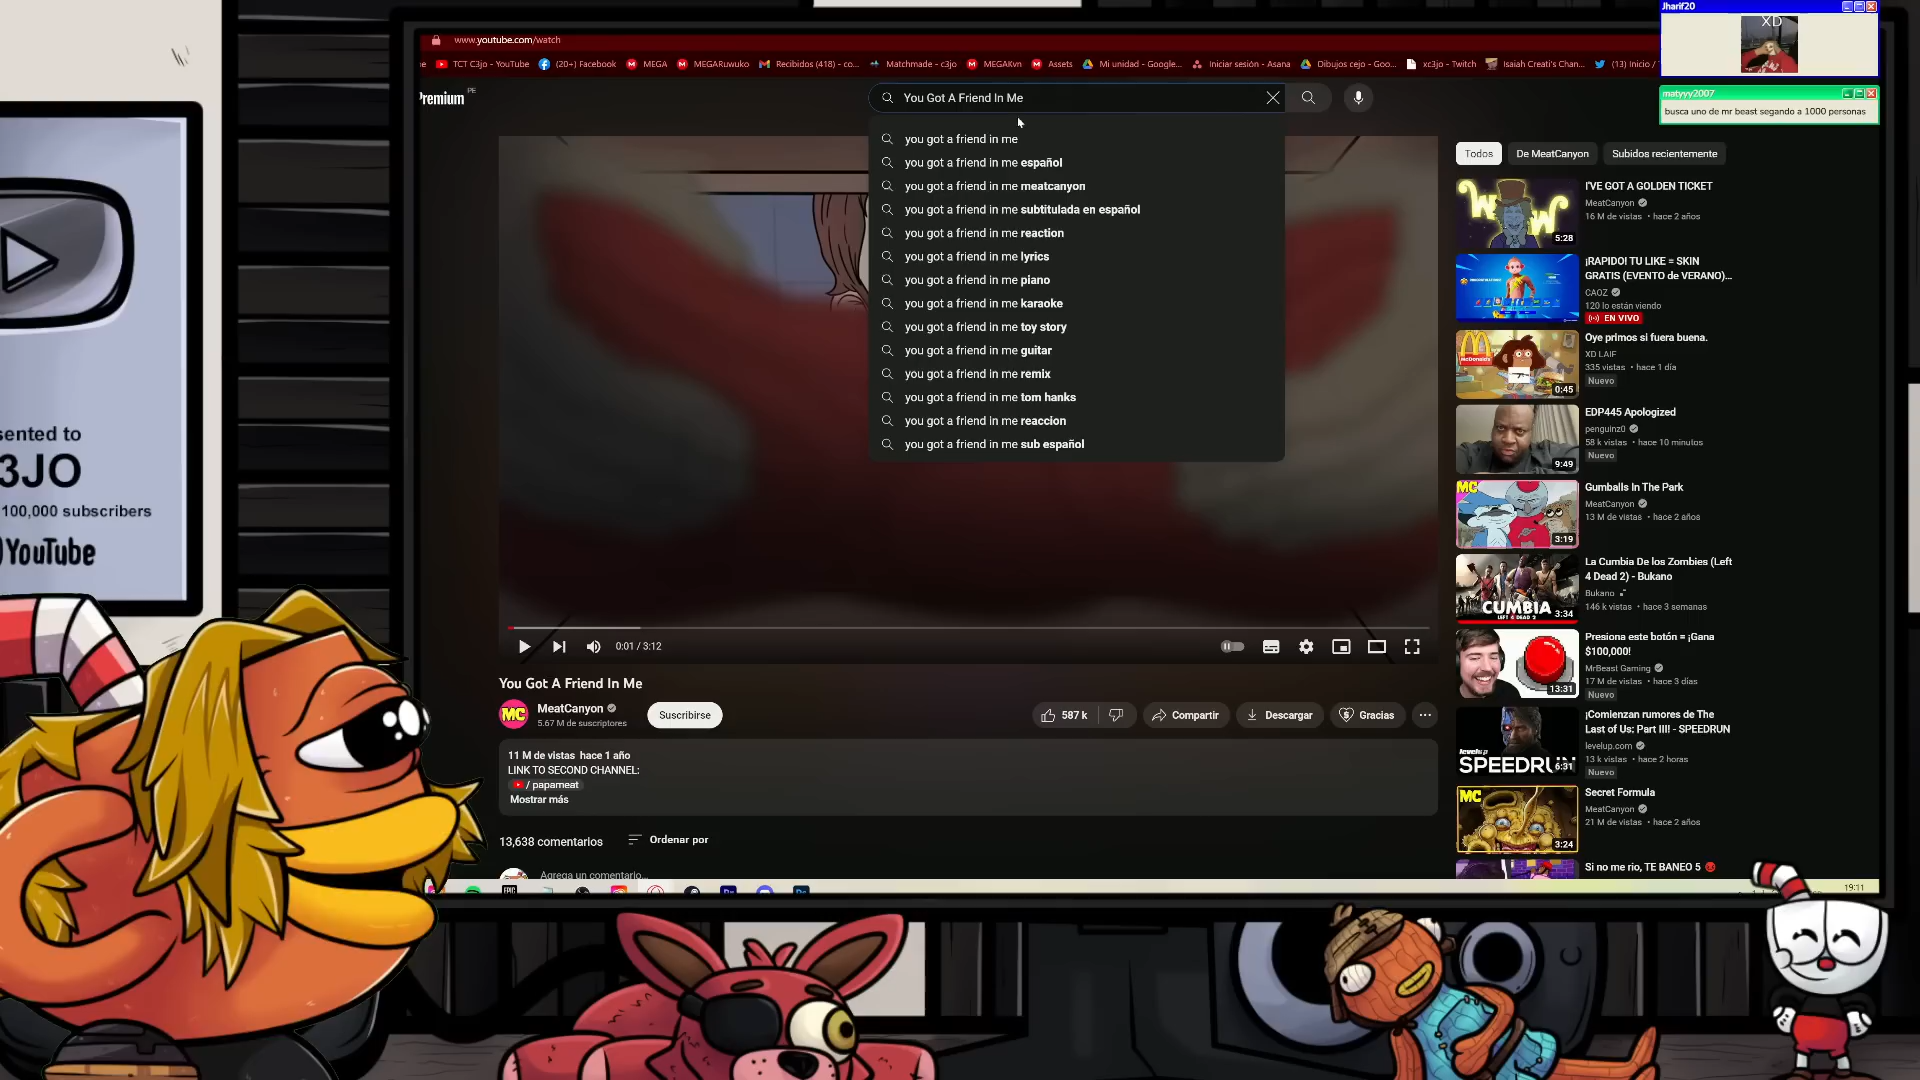 Jharif20
XD
matyyy2007
busca uno de mr beast segando a 1000 personas
www.youtube.com/watch
TCT C3jo - YouTube
(20+) Facebook
MEGA
MEGARuwuko
Recibidos (418) - co...
Matchmade - c3jo
MEGAKvn
Assets
Mi unidad - Google...
Iniciar sesión - Asana
Dibujos cejo - Goo...
xc3jo - Twitch
Isaiah Creati's Chan...
(13) Inicio /
Premium PE
You Got A Friend In Me
you got a friend in me
you got a friend in me español
you got a friend in me meatcanyon
you got a friend in me subtitulada en español
you got a friend in me reaction
you got a friend in me lyrics
you got a friend in me piano
you got a friend in me karaoke
you got a friend in me toy story
you got a friend in me guitar
you got a friend in me remix
you got a friend in me tom hanks
you got a friend in me reaccion
you got a friend in me sub español
0:01 / 3:12
You Got A Friend In Me
MC
MeatCanyon
5.67 M de suscriptores
Suscribirse
587 k
Compartir
Descargar
Gracias
11 M de vistas hace 1 año
LINK TO SECOND CHANNEL:
/ papameat
Mostrar más
13,638 comentarios
Ordenar por
Agrega un comentario...
Todos
De MeatCanyon
Subidos recientemente
I'VE GOT A GOLDEN TICKET
MeatCanyon
16 M de vistas • hace 2 años
5:28
¡RAPIDO! TU LIKE = SKIN
GRATIS (EVENTO de VERANO)...
CAOZ
120 lo están viendo
EN VIVO
Oye primos si fuera buena.
XD LAIF
335 vistas • hace 1 día
Nuevo
McDonald's
0:45
EDP445 Apologized
penguinz0
58 k vistas • hace 10 minutos
Nuevo
9:49
Gumballs In The Park
MeatCanyon
13 M de vistas • hace 2 años
MC
3:19
La Cumbia De los Zombies (Left
4 Dead 2) - Bukano
Bukano
146 k vistas • hace 3 semanas
CUMBIA
LEFT 4 DEAD 2
3:34
Presiona este botón = ¡Gana
$100,000!
MrBeast Gaming
17 M de vistas • hace 3 días
Nuevo
13:31
¡Comienzan rumores de The
Last of Us: Part III! - SPEEDRUN
levelup.com
13 k vistas • hace 2 horas
Nuevo
levelup
SPEEDRUN
6:31
Secret Formula
MeatCanyon
21 M de vistas • hace 2 años
MC
3:24
Si no me rio, TE BANEO 5
19:11
sented to
3JO
100,000 subscribers
YouTube